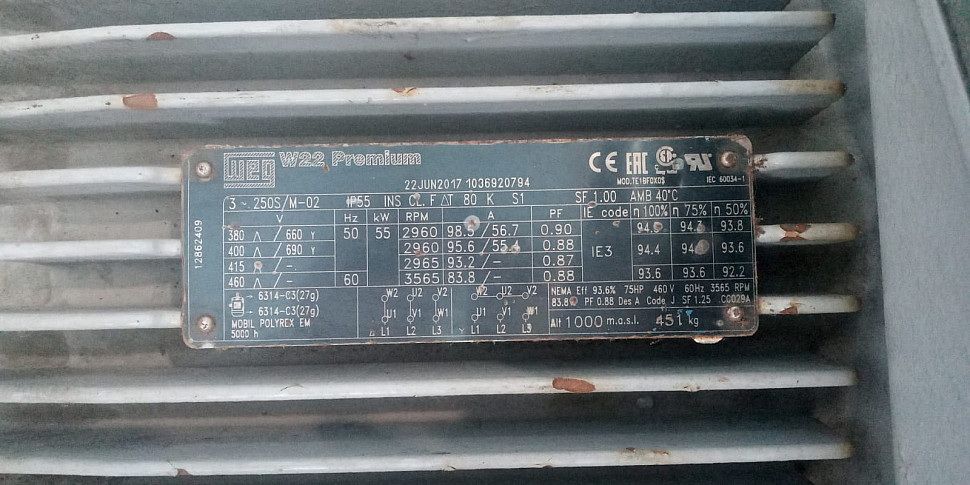 WEG W22 Premium
CE EAC
MOD.TE1BF0X0$ IEC 60034-1
22JUN2017 1036920794
12862409
3~ 250S/M-02 IP55 INS CL. F ΔT 80 K S1 SF 1.00 AMB 40°C
V Hz kW RPM A PF IE code η 100% η 75% η 50%
380 Δ / 660 Y 50 55 2960 / 56.7 0.90 IE3 93.8
400 Δ / 690 Y 2960 95.6 / 55.4 0.88 94.4 93.6
415 Δ / - 2965 93.2 / - 0.87
460 Δ / - 60 3565 83.8 / - 0.88 93.6 93.6 92.2
6314-C3(27g)
6314-C3(27g)
MOBIL POLYREX EM
5000 h
W2 U2 V2
U1 V1 W1
L1 L2 L3
W2 U2 V2
U1 V1 W1
L1 L2 L3
NEMA Eff 93.6% 75HP 460 V 60Hz 3565 RPM
83.8 PF 0.88 Des A Code J SF 1.25 CC029A
Alt 1000 m.a.s.l. 451 kg